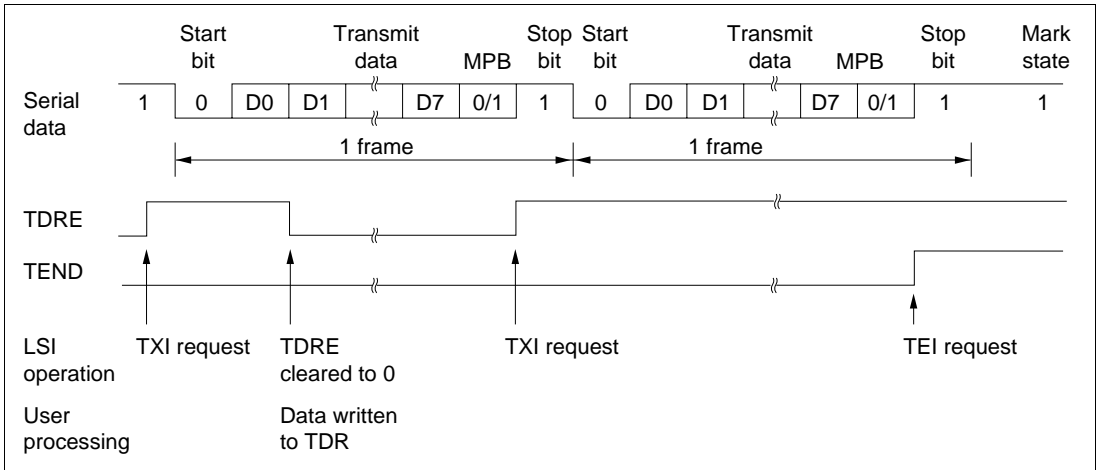 Start Transmit Stop Start Transmit Stop Mark
bit data MPB bit bit data MPB bit state
Serial data 1 0 D0 D1 D7 0/1 1 0 D0 D1 D7 0/1 1 1
1 frame 1 frame
TDRE
TEND
LSI TXI request TDRE TXI request TEI request
operation cleared to 0
User Data written
processing to TDR